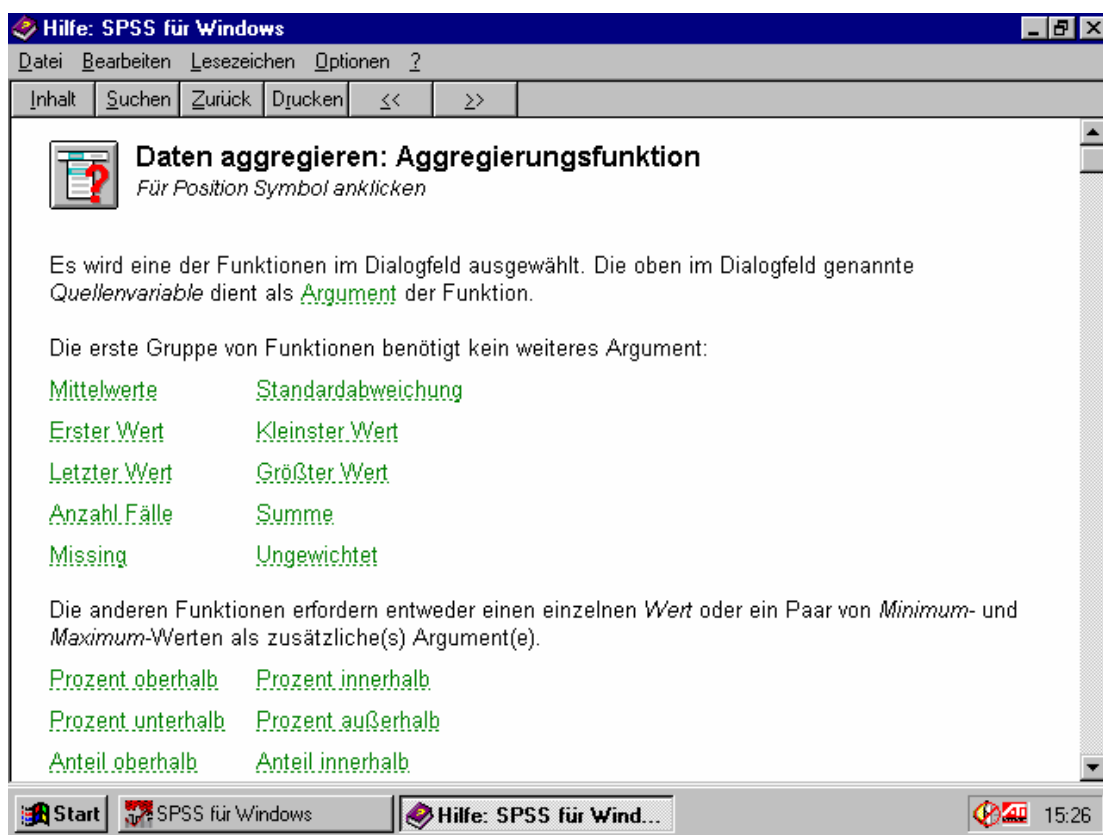 Hilfe: SPSS für Windows
Datei Bearbeiten Lesezeichen Optionen ?
Inhalt Suchen Zurück Drucken << >>
Daten aggregieren: Aggregierungsfunktion
Für Position Symbol anklicken
Es wird eine der Funktionen im Dialogfeld ausgewählt. Die oben im Dialogfeld genannte
Quellenvariable dient als Argument der Funktion.
Die erste Gruppe von Funktionen benötigt kein weiteres Argument:
Mittelwerte Standardabweichung
Erster Wert Kleinster Wert
Letzter Wert Größter Wert
Anzahl Fälle Summe
Missing Ungewichtet
Die anderen Funktionen erfordern entweder einen einzelnen Wert oder ein Paar von Minimum- und
Maximum-Werten als zusätzliche(s) Argument(e).
Prozent oberhalb Prozent innerhalb
Prozent unterhalb Prozent außerhalb
Anteil oberhalb Anteil innerhalb
Start SPSS für Windows Hilfe: SPSS für Wind... 15:26